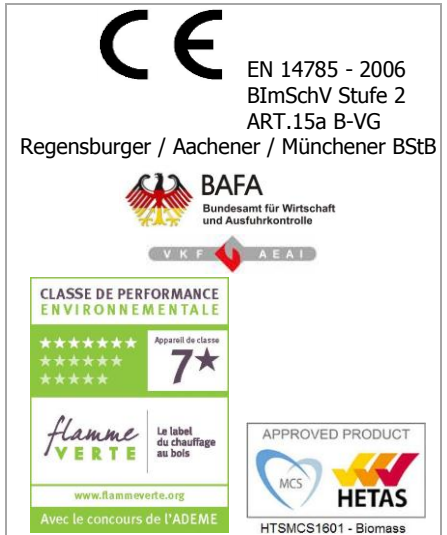 CE
EN 14785 - 2006
BImSchV Stufe 2
ART.15a B-VG
Regensburger / Aachener / Münchener BStB
BAFA
Bundesamt für Wirtschaft
und Ausfuhrkontrolle
VKF AEAI
CLASSE DE PERFORMANCE
ENVIRONNEMENTALE
Appareil de classe
7★
flamme
VERTE
Le label
du chauffage
au bois
www.flammeverte.org
Avec le concours de l'ADEME
APPROVED PRODUCT
MCS
HETAS
HTSMCS1601 - Biomass